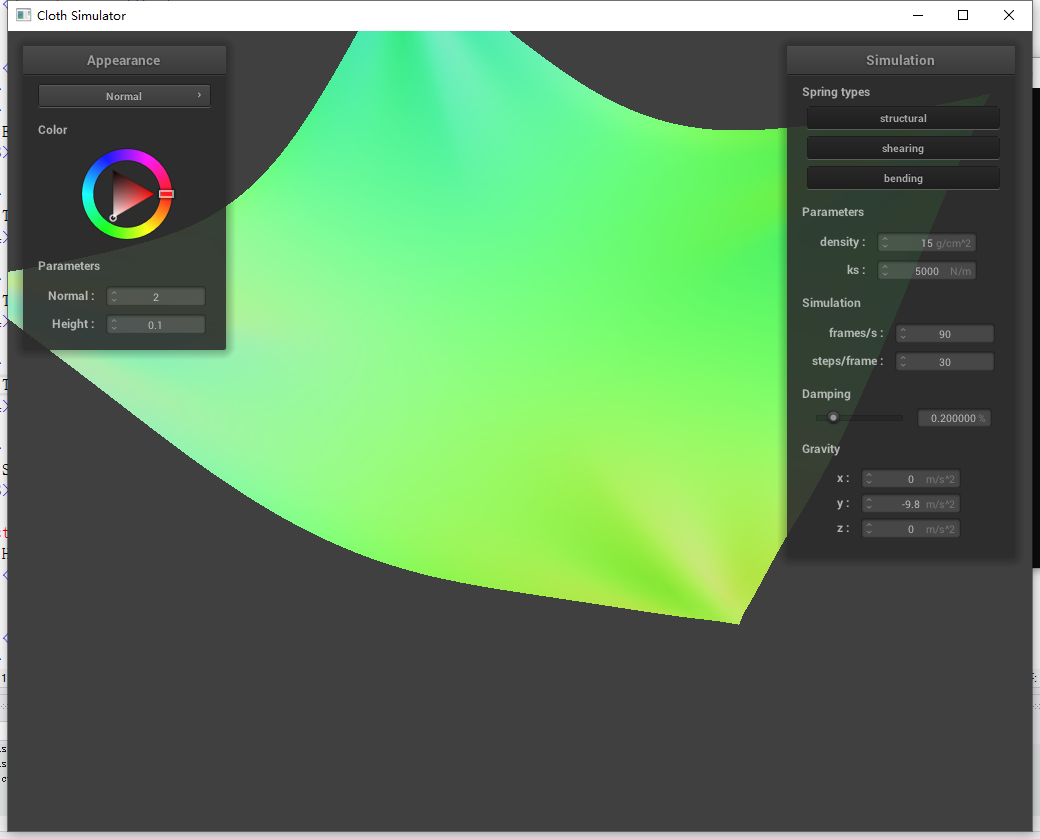 Cloth Simulator
Appearance
Normal
Color
Parameters
Normal : 2
Height : 0.1
Simulation
Spring types
structural
shearing
bending
Parameters
density : 15 g/cm^2
ks : 5000 N/m
Simulation
frames/s : 90
steps/frame : 30
Damping
0.200000 %
Gravity
x : 0 m/s^2
y : -9.8 m/s^2
z : 0 m/s^2